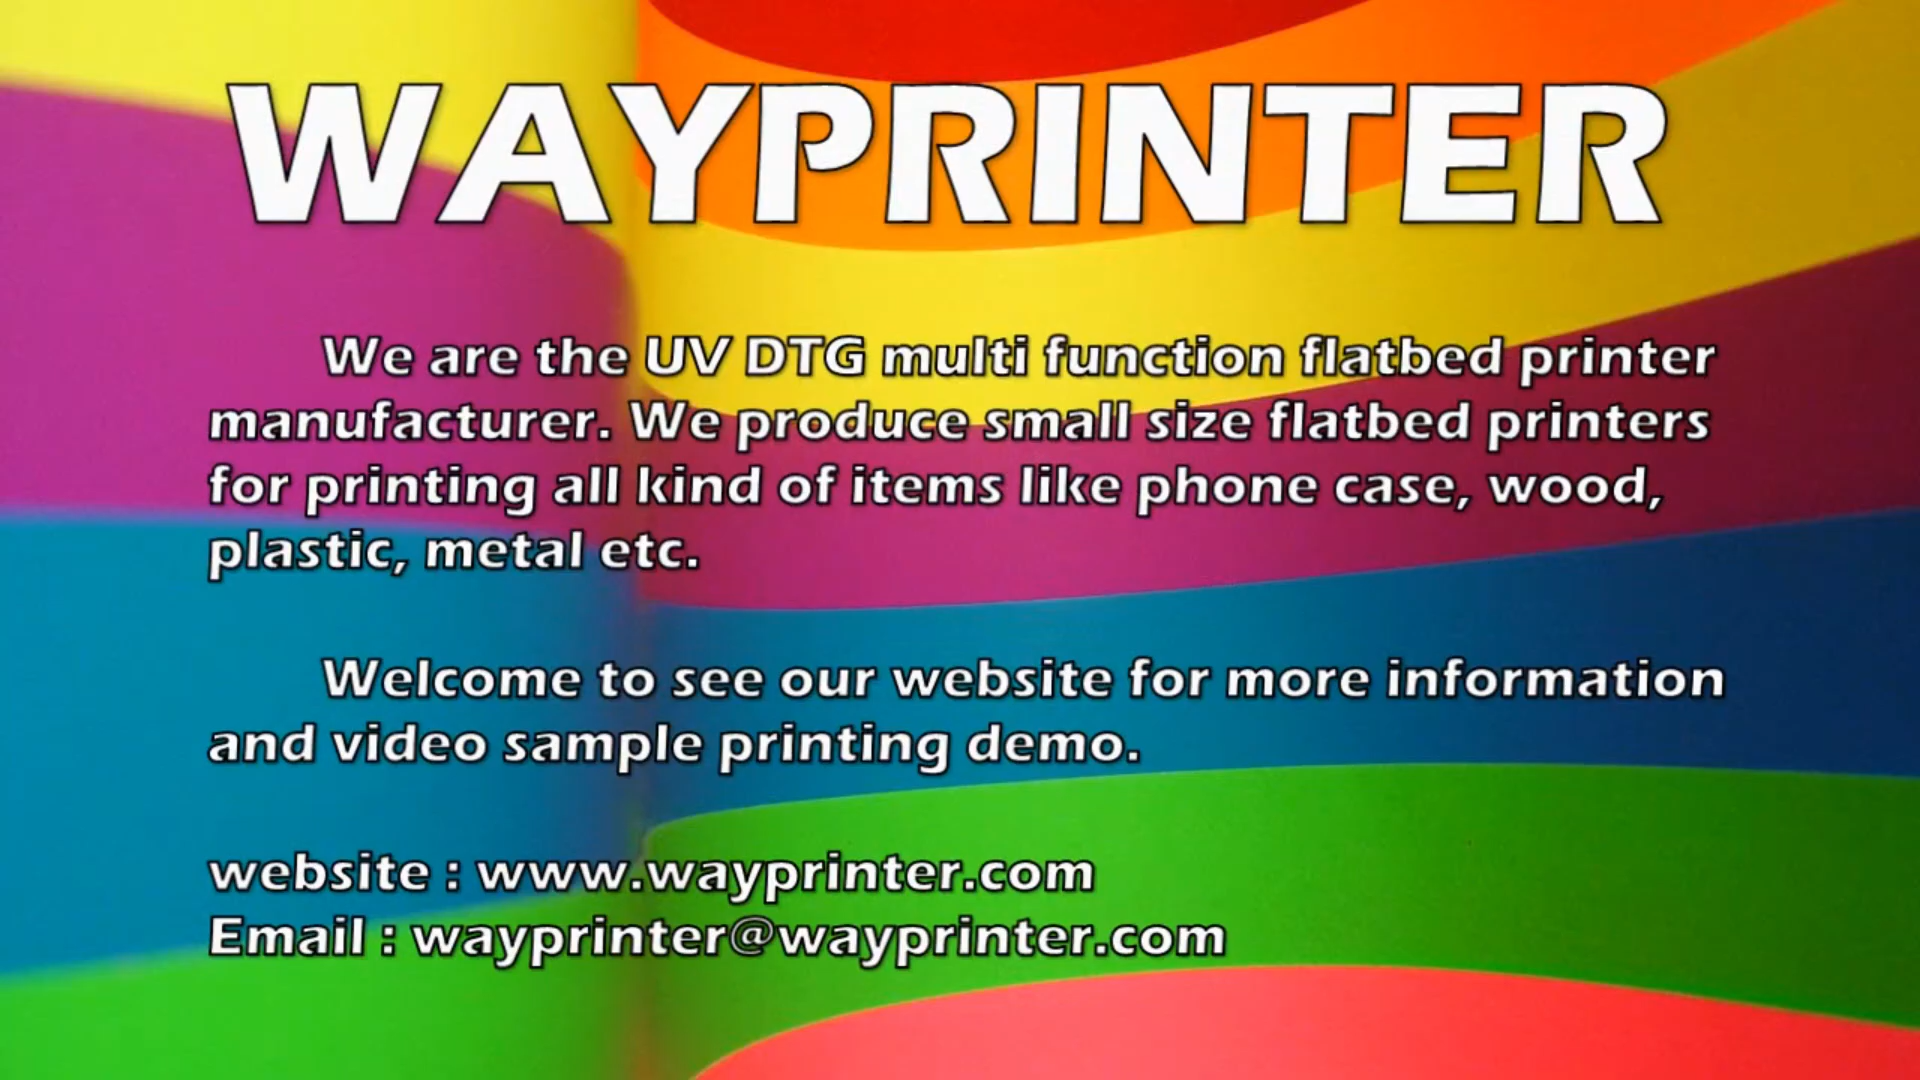 WAYPRINTER
We are the UV DTG multi function flatbed printer
manufacturer. We produce small size flatbed printers
for printing all kind of items like phone case, wood,
plastic, metal etc.
Welcome to see our website for more information
and video sample printing demo.
website : www.wayprinter.com
Email : wayprinter@wayprinter.com